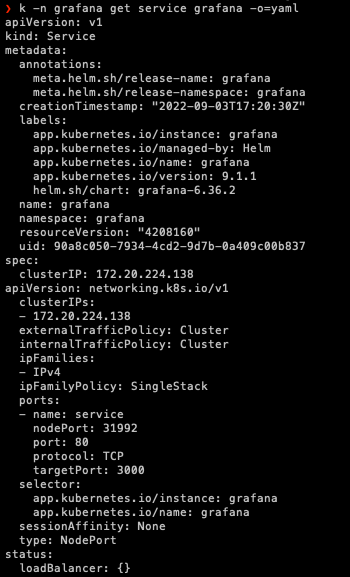 ❯ k -n grafana get service grafana -o=yaml
apiVersion: v1
kind: Service
metadata:
  annotations:
    meta.helm.sh/release-name: grafana
    meta.helm.sh/release-namespace: grafana
  creationTimestamp: "2022-09-03T17:20:30Z"
  labels:
    app.kubernetes.io/instance: grafana
    app.kubernetes.io/managed-by: Helm
    app.kubernetes.io/name: grafana
    app.kubernetes.io/version: 9.1.1
    helm.sh/chart: grafana-6.36.2
  name: grafana
  namespace: grafana
  resourceVersion: "4208160"
  uid: 90a8c050-7934-4cd2-9d7b-0a409c00b837
spec:
  clusterIP: 172.20.224.138
apiVersion: networking.k8s.io/v1
  clusterIPs:
  - 172.20.224.138
  externalTrafficPolicy: Cluster
  internalTrafficPolicy: Cluster
  ipFamilies:
  - IPv4
  ipFamilyPolicy: SingleStack
  ports:
  - name: service
    nodePort: 31992
    port: 80
    protocol: TCP
    targetPort: 3000
  selector:
    app.kubernetes.io/instance: grafana
    app.kubernetes.io/name: grafana
  sessionAffinity: None
  type: NodePort
status:
  loadBalancer: {}